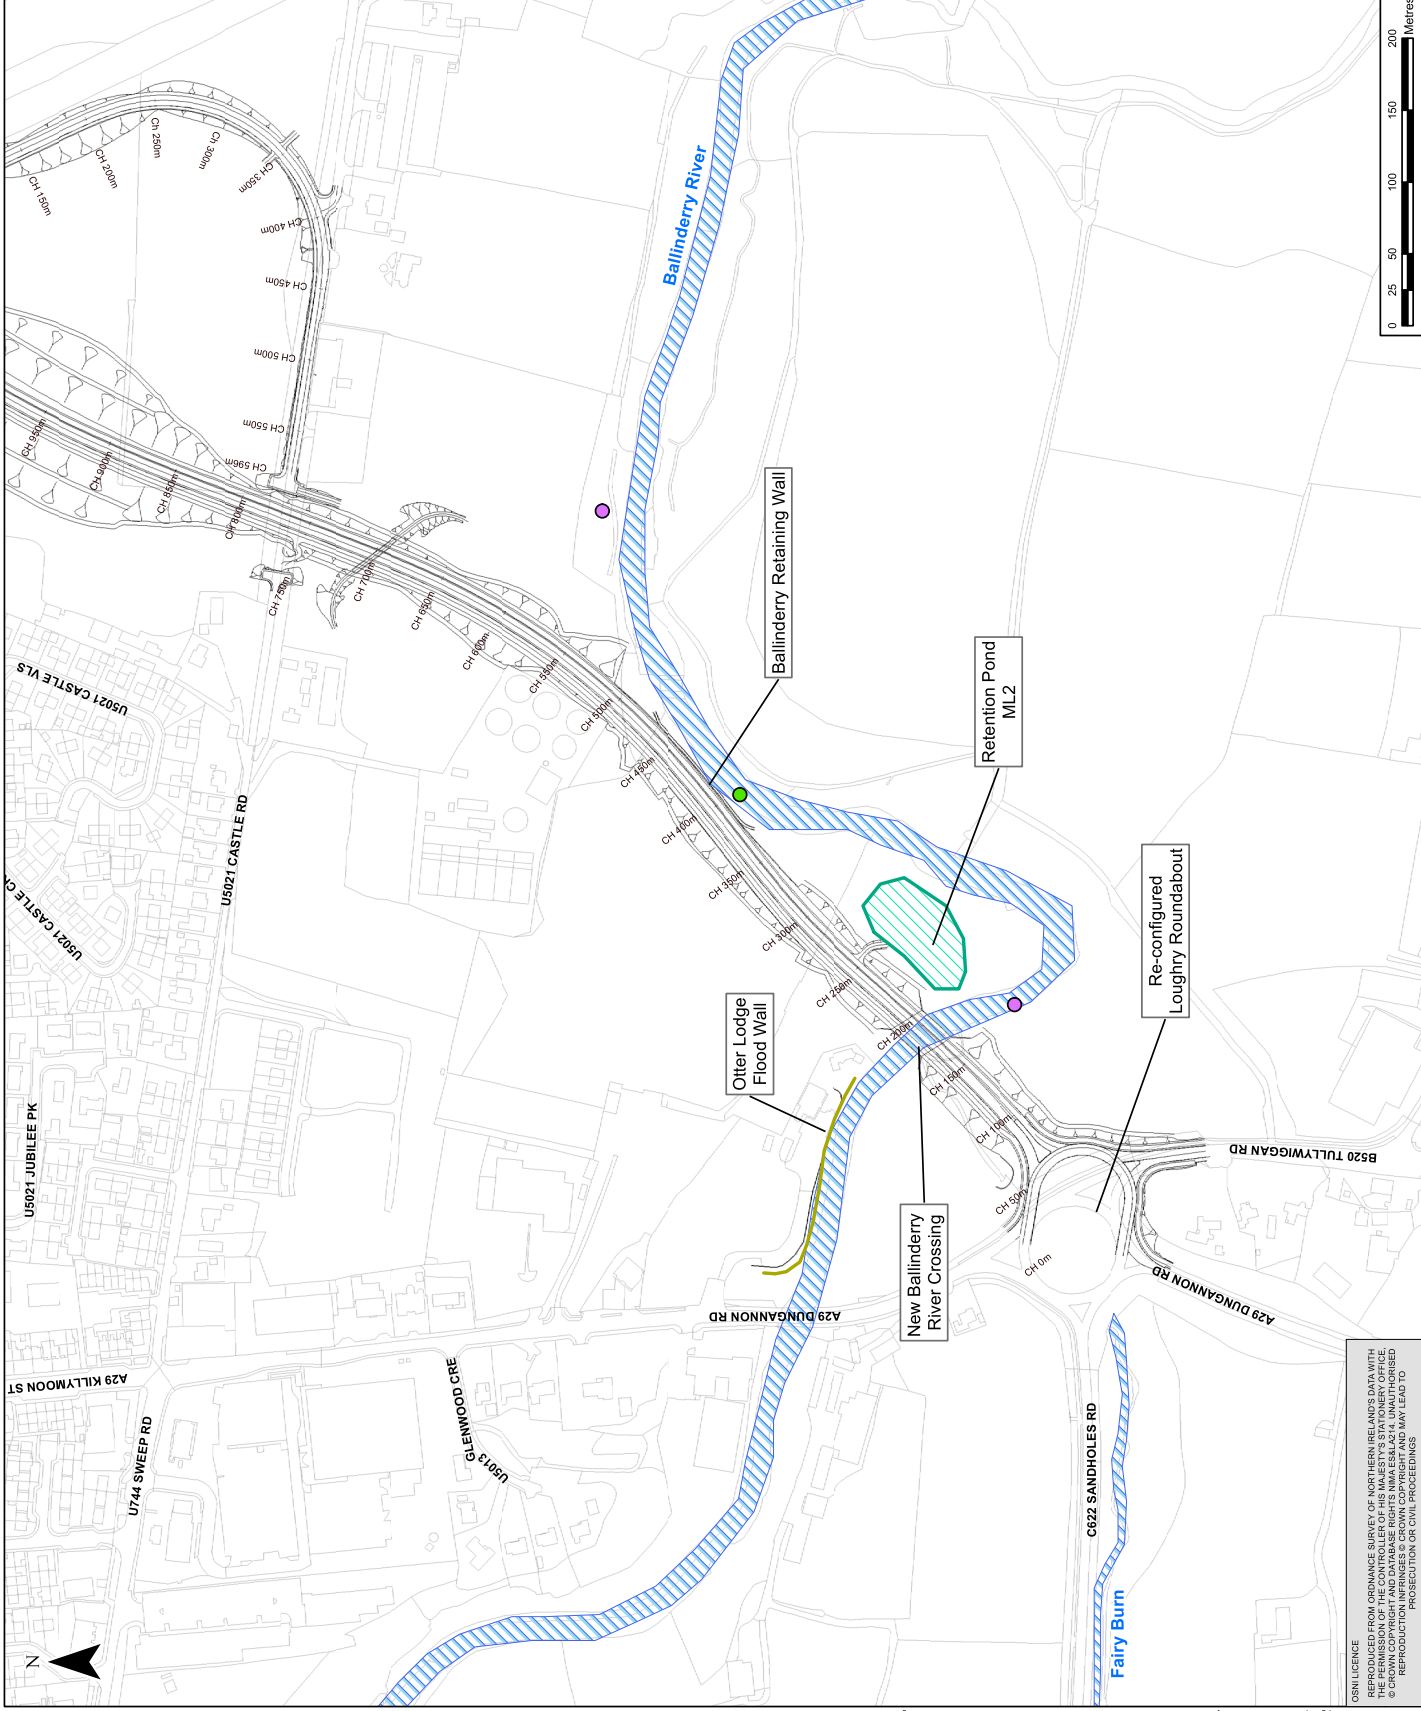 N
U5021 CASTLE VLS
U5021 CASTLE
U5021 CASTLE RD
U5021 JUBILEE PK
A29 KILLYMOON ST
U744 SWEEP RD
GLENWOOD CRE
U5013
CH 150m
CH 200m
Ch 250m
Ch 300m
CH 350m
CH 400m
CH 450m
CH 500m
CH 550m
CH 596m
CH 950m
CH 900m
CH 850m
CH 800m
CH 750m
CH 700m
CH 650m
CH 600m
CH 550m
CH 500m
CH 450m
CH 400m
CH 350m
CH 300m
CH 250m
CH 200m
CH 150m
CH 100m
CH 50m
CH 0m
Ballinderry River
Ballinderry Retaining Wall
Retention Pond
ML2
Re-configured
Loughry Roundabout
Otter Lodge
Flood Wall
New Ballinderry
River Crossing
A29 DUNGANNON RD
A29 DUNGANNON RD
B520 TULLYWIGGAN RD
C622 SANDHOLES RD
Fairy Burn
0 25 50 100 150 200
Metres
OSNI LICENCE
REPRODUCED FROM ORDNANCE SURVEY OF NORTHERN IRELAND'S DATA WITH
THE PERMISSION OF THE CONTROLLER OF HIS MAJESTY'S STATIONERY OFFICE.
© CROWN COPYRIGHT AND DATABASE RIGHTS NIMA ES&LA214. UNAUTHORISED
REPRODUCTION INFRINGES © CROWN COPYRIGHT AND MAY LEAD TO
PROSECUTION OR CIVIL PROCEEDINGS